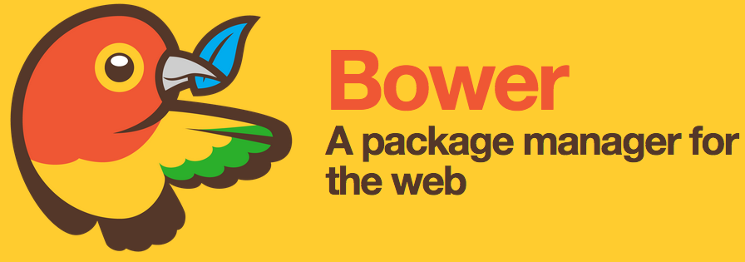 Bower
A package manager for
the web